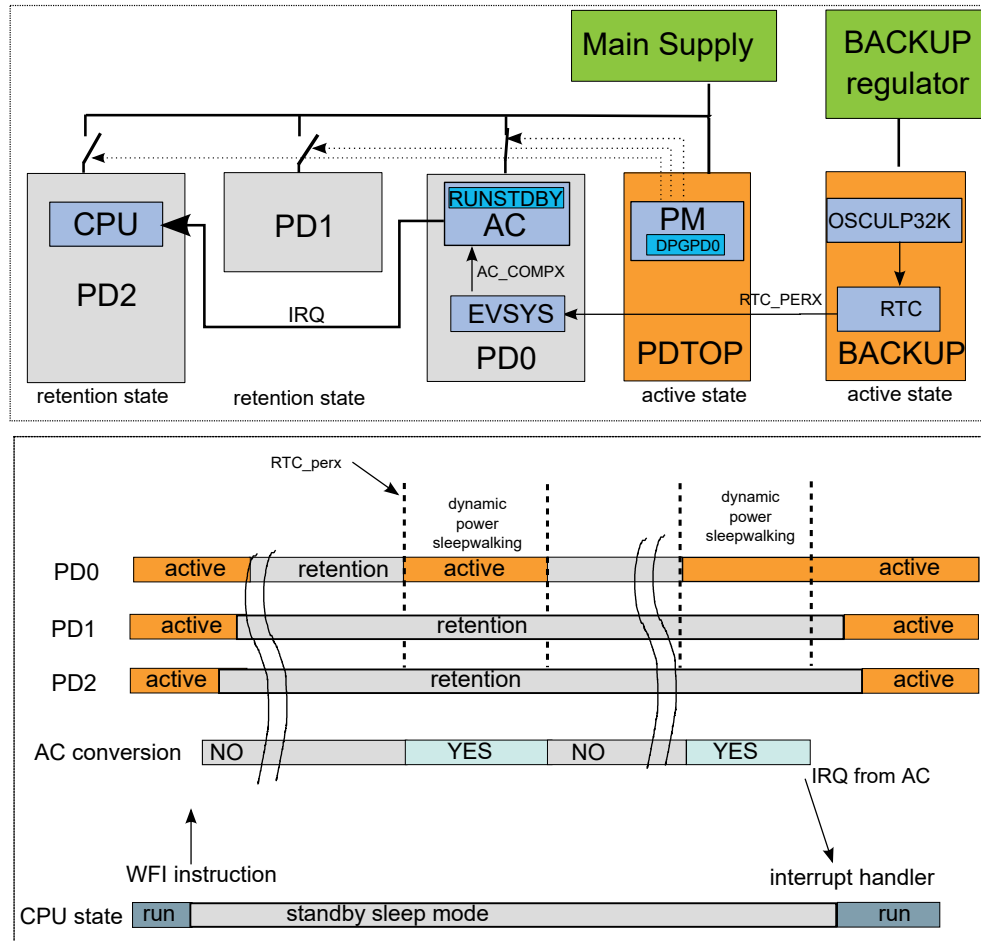 Main Supply
BACKUP
regulator
RUNSTDBY
AC
CPU
PD1
PM
DPGPD0
OSCULP32K
PD2
AC_COMPX
IRQ
EVSYS
RTC_PERX
RTC
PD0
PDTOP
BACKUP
retention state
retention state
active state
active state
RTC_perx
dynamic
power
sleepwalking
dynamic
power
sleepwalking
PD0 active retention active active
PD1 active retention active
PD2 active retention active
AC conversion NO YES NO YES
IRQ from AC
WFI instruction
interrupt handler
CPU state run standby sleep mode run